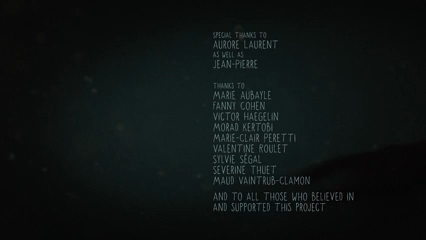 SPECIAL THANKS TO
AURORE LAURENT
AS WELL AS
JEAN-PIERRE
THANKS TO
MARIE AUBAYLE
FANNY COHEN
VICTOR HAEGELIN
MORAD KERTOBI
MARIE-CLAIR PERETTI
VALENTINE ROULET
SYLVIE SÉGAL
SEVERINE THUET
MAUD VAINTRUB-CLAMON
AND TO ALL THOSE WHO BELIEVED IN
AND SUPPORTED THIS PROJECT